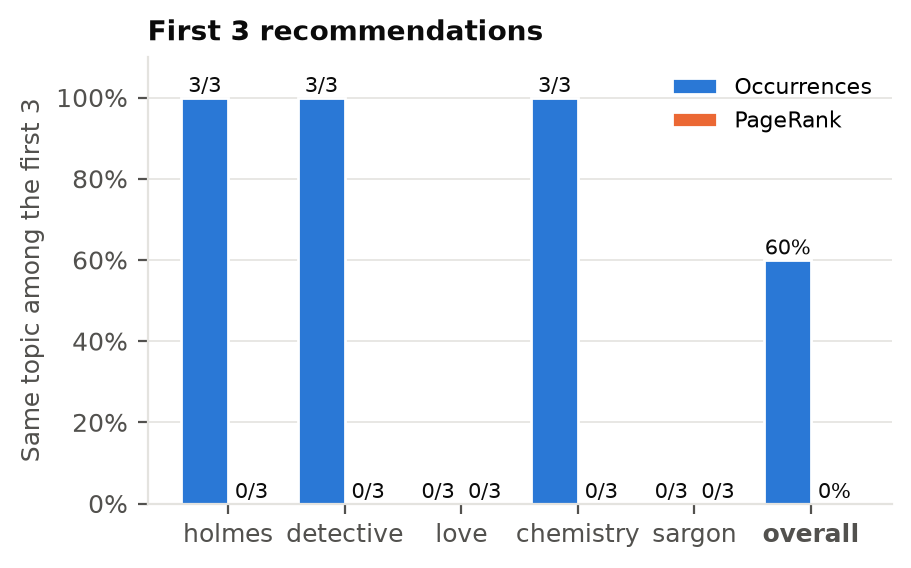 First 3 recommendations
Same topic among the first 3
100%
80%
60%
40%
20%
0%
3/3
0/3
3/3
0/3
0/3
0/3
3/3
0/3
0/3
0/3
60%
0%
Occurrences
PageRank
holmes
detective
love
chemistry
sargon
overall